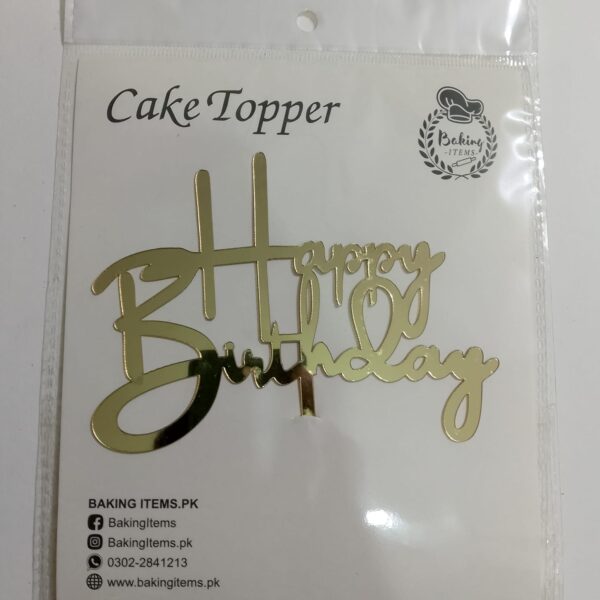 Cake Topper
Baking
-ITEMS-
Happy
Birthday
BAKING ITEMS.PK
BakingItems
BakingItems.pk
0302-2841213
www.bakingitems.pk